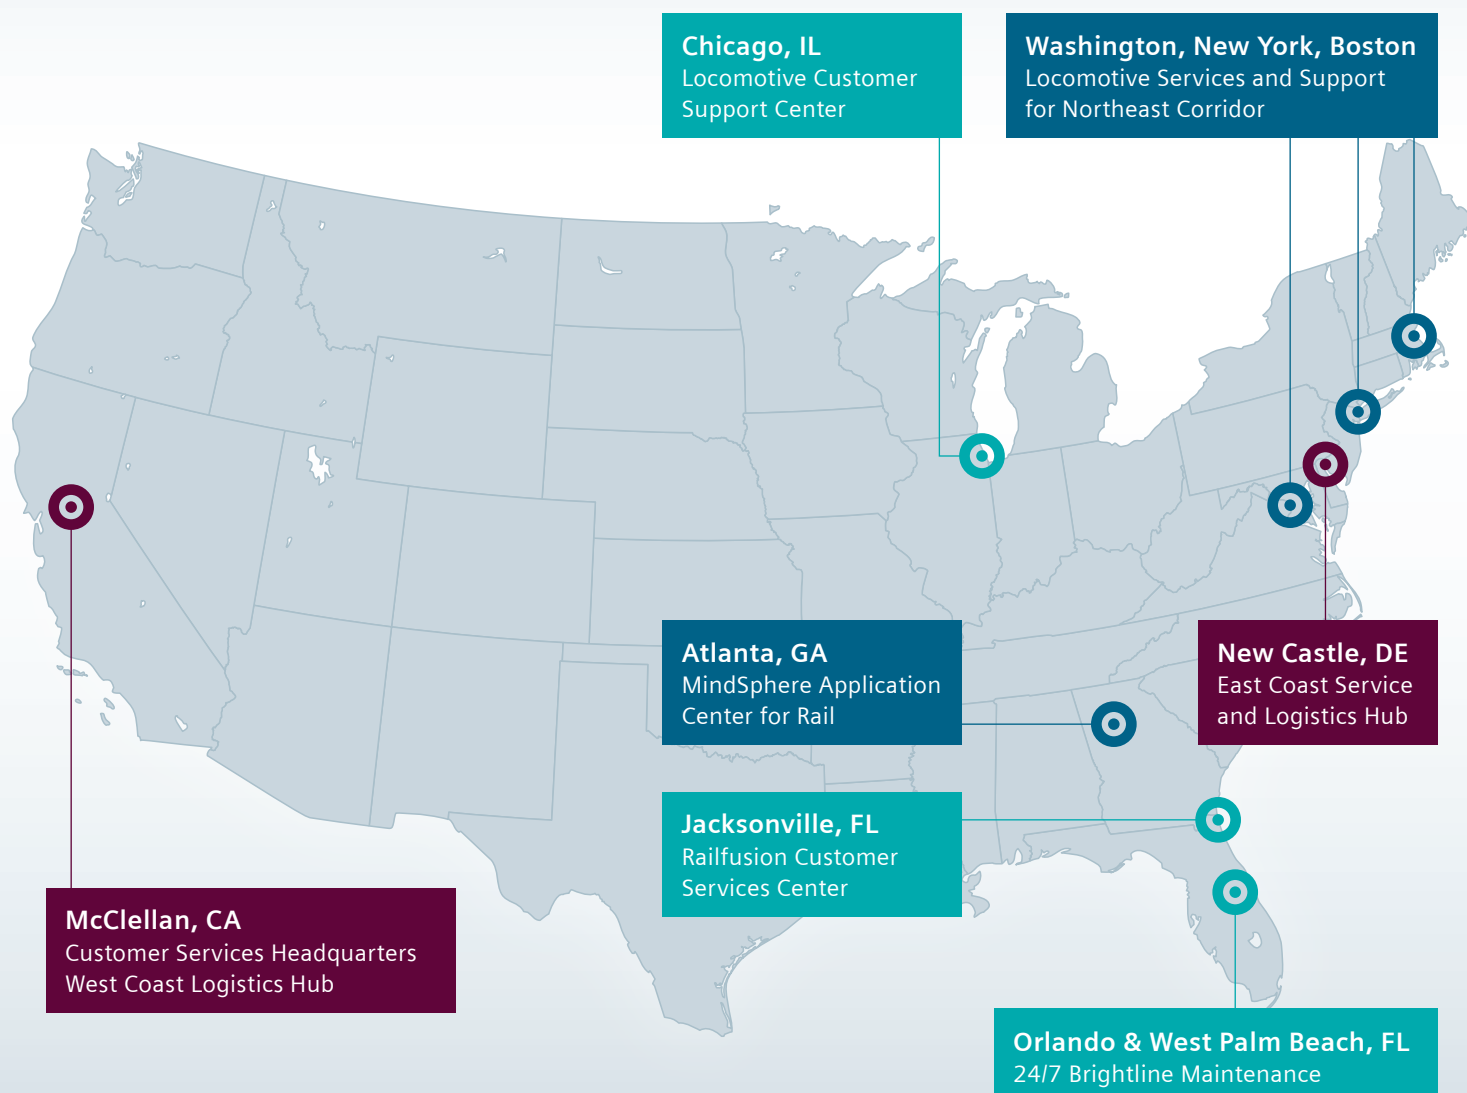 Chicago, IL
Locomotive Customer
Support Center
Washington, New York, Boston
Locomotive Services and Support
for Northeast Corridor
Atlanta, GA
MindSphere Application
Center for Rail
New Castle, DE
East Coast Service
and Logistics Hub
Jacksonville, FL
Railfusion Customer
Services Center
McClellan, CA
Customer Services Headquarters
West Coast Logistics Hub
Orlando & West Palm Beach, FL
24/7 Brightline Maintenance